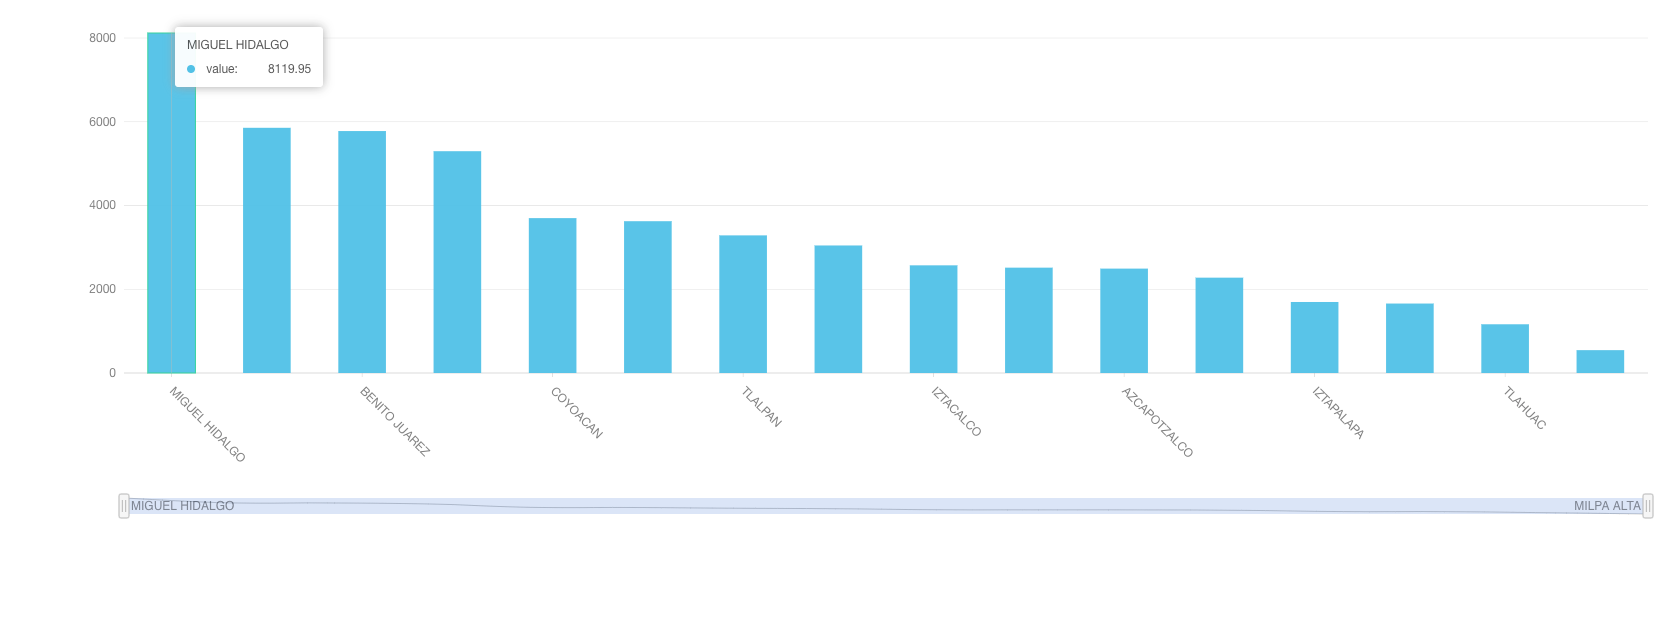 8000
6000
4000
2000
0
MIGUEL HIDALGO
value: 8119.95
MIGUEL HIDALGO
BENITO JUAREZ
COYOACAN
TLALPAN
IZTACALCO
AZCAPOTZALCO
IZTAPALAPA
TLAHUAC
MIGUEL HIDALGO
MILPA ALTA